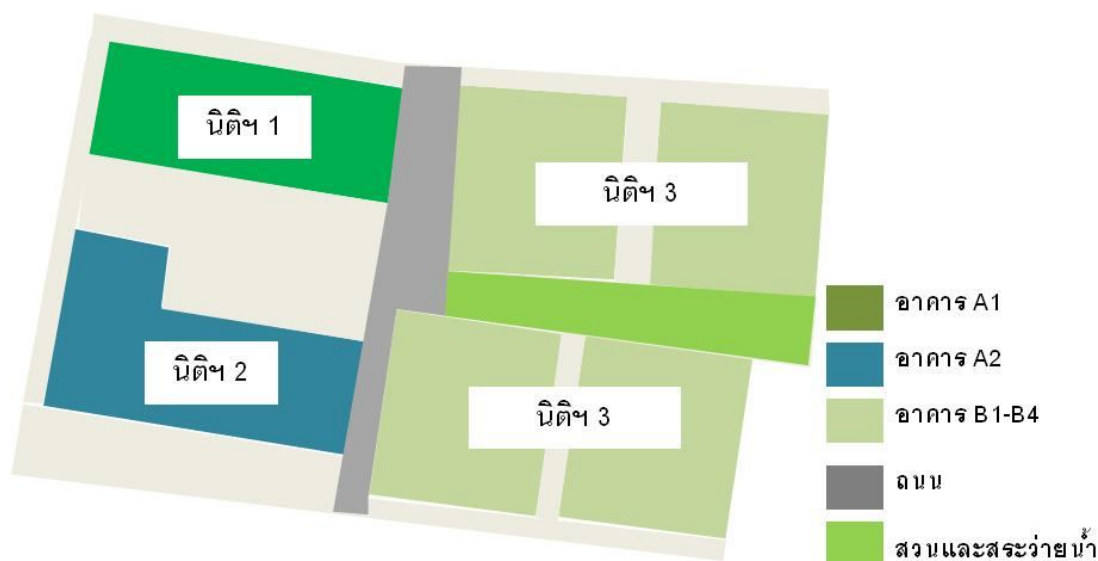 นิติฯ 1
นิติฯ 3
นิติฯ 2
นิติฯ 3
อาคาร A1
อาคาร A2
อาคาร B1-B4
ถนน
สวนและสระว่ายน้ำ